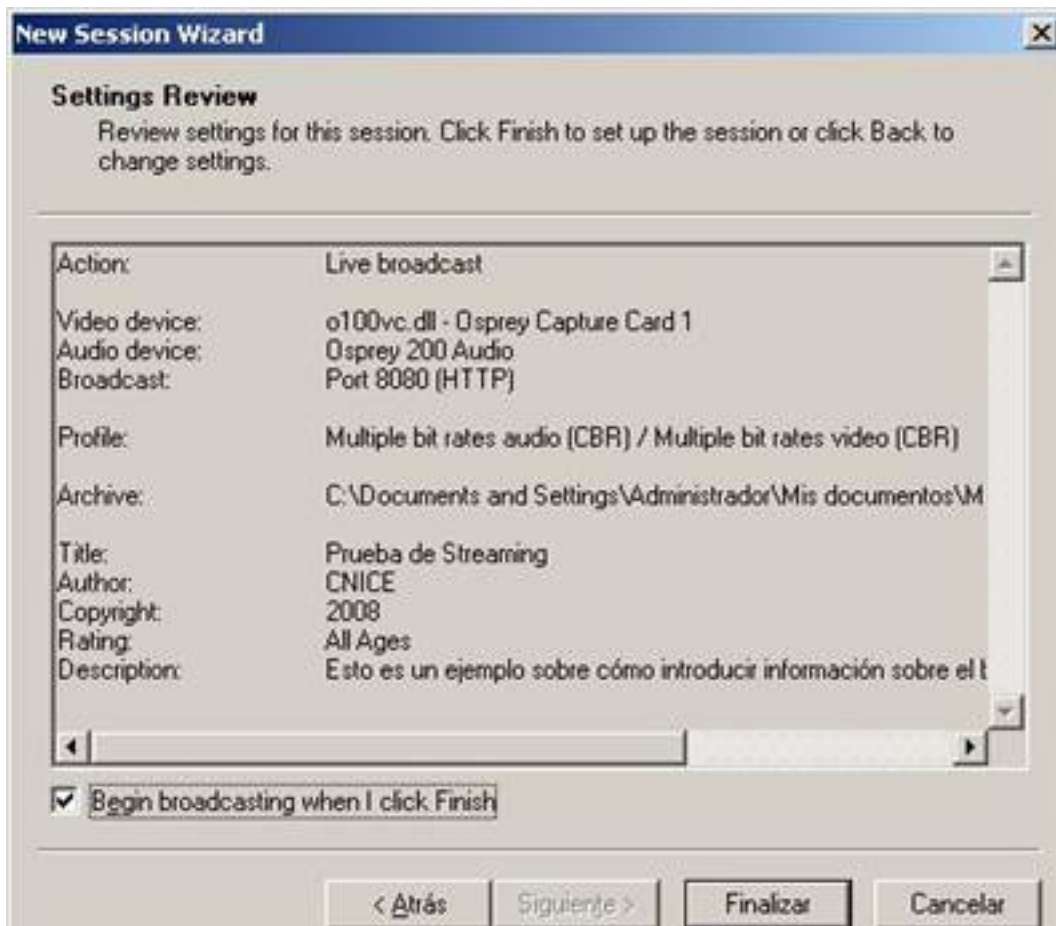 New Session Wizard
Settings Review
Review settings for this session. Click Finish to set up the session or click Back to
change settings.
Action: Live broadcast
Video device: o100vc.dll - Osprey Capture Card 1
Audio device: Osprey 200 Audio
Broadcast: Port 8080 (HTTP)
Profile: Multiple bit rates audio (CBR) / Multiple bit rates video (CBR)
Archive: C:\Documents and Settings\Administrador\Mis documentos\M
Title: Prueba de Streaming
Author: CNICE
Copyright: 2008
Rating: All Ages
Description: Esto es un ejemplo sobre cómo introducir información sobre el
Begin broadcasting when I click Finish
< Atrás Siguiente > Finalizar Cancelar